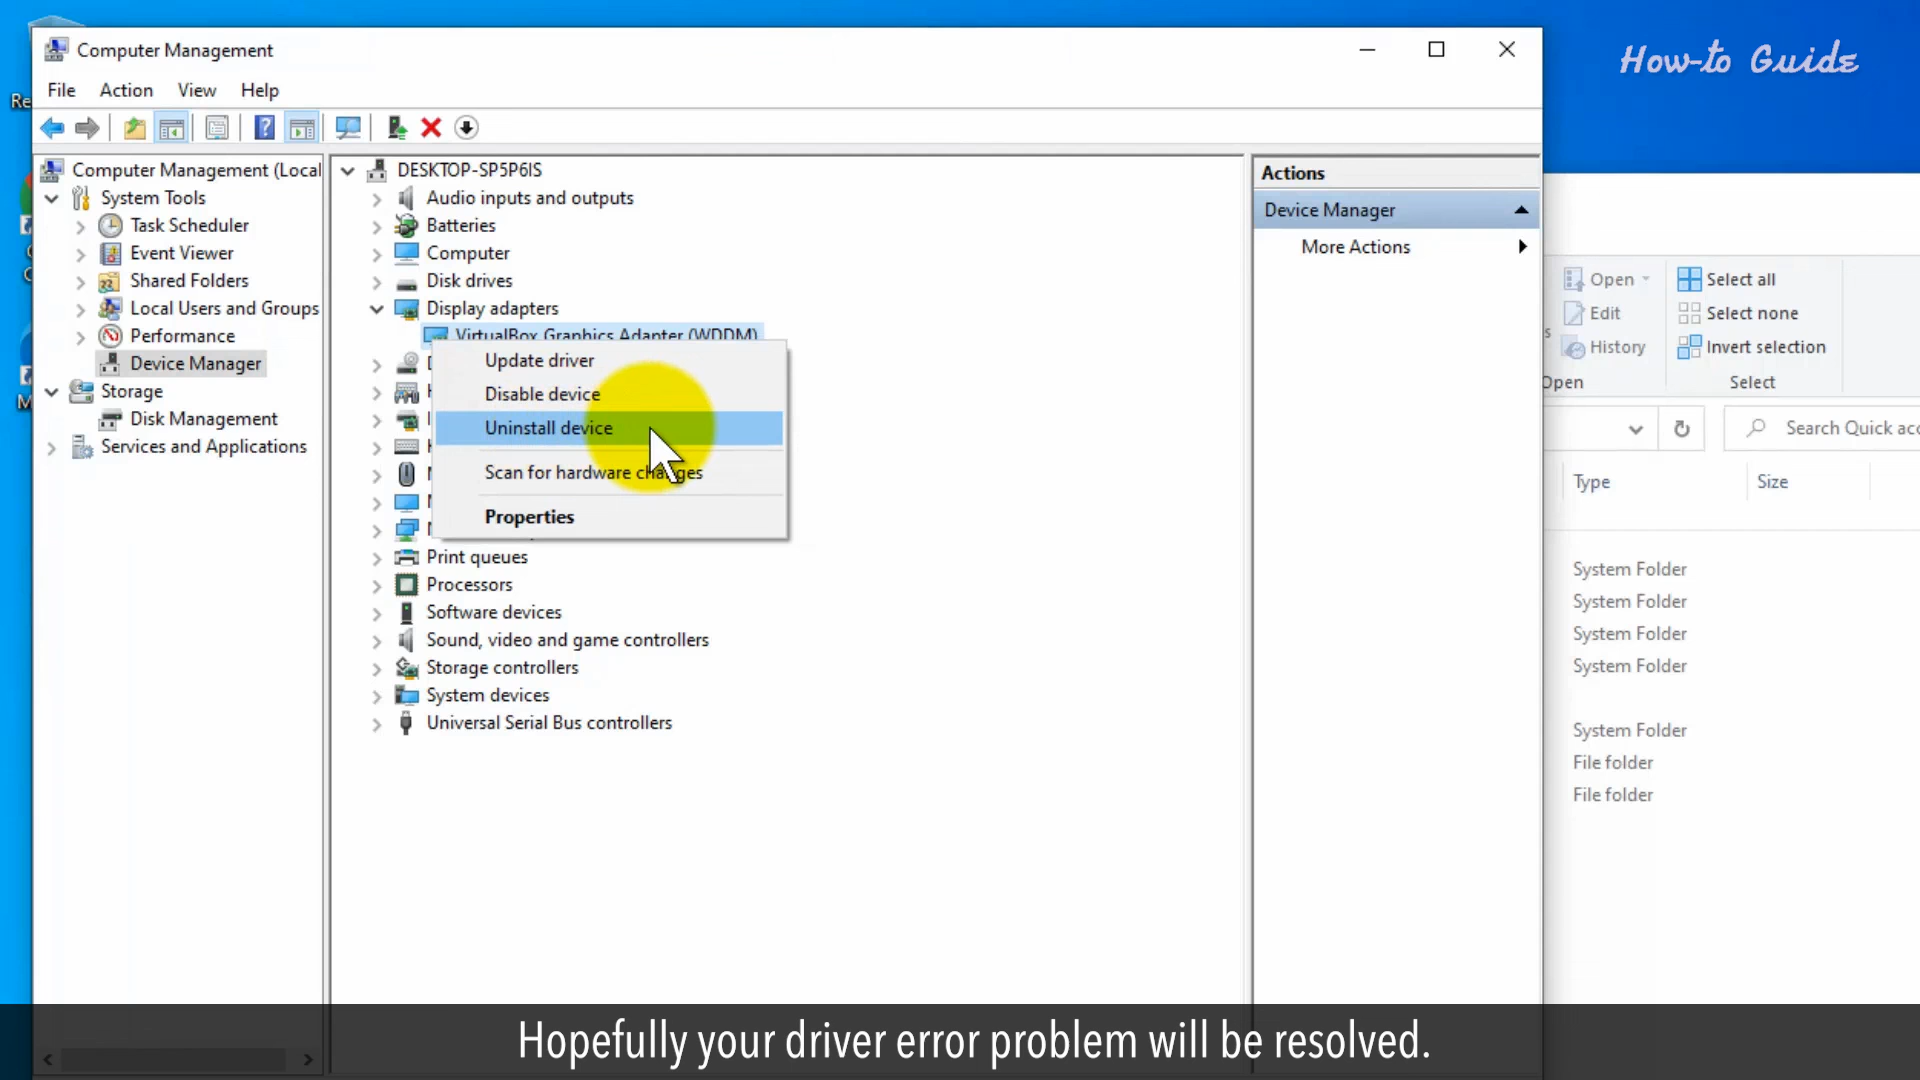 Computer Management
How-to Guide
File Action View Help
Re
Computer Management (Local
System Tools
Task Scheduler
Event Viewer
Shared Folders
Local Users and Groups
Performance
Device Manager
Storage
Disk Management
Services and Applications
DESKTOP-SP5P6IS
Audio inputs and outputs
Batteries
Computer
Disk drives
Display adapters
VirtualBox Graphics Adapter (WDDM)
Update driver
Disable device
Uninstall device
Scan for hardware changes
Properties
Print queues
Processors
Software devices
Sound, video and game controllers
Storage controllers
System devices
Universal Serial Bus controllers
Actions
Device Manager
More Actions
Open
Edit
History
Open
Select all
Select none
Invert selection
Select
Search Quick acc
Type Size
System Folder
System Folder
System Folder
System Folder
System Folder
File folder
File folder
Hopefully your driver error problem will be resolved.